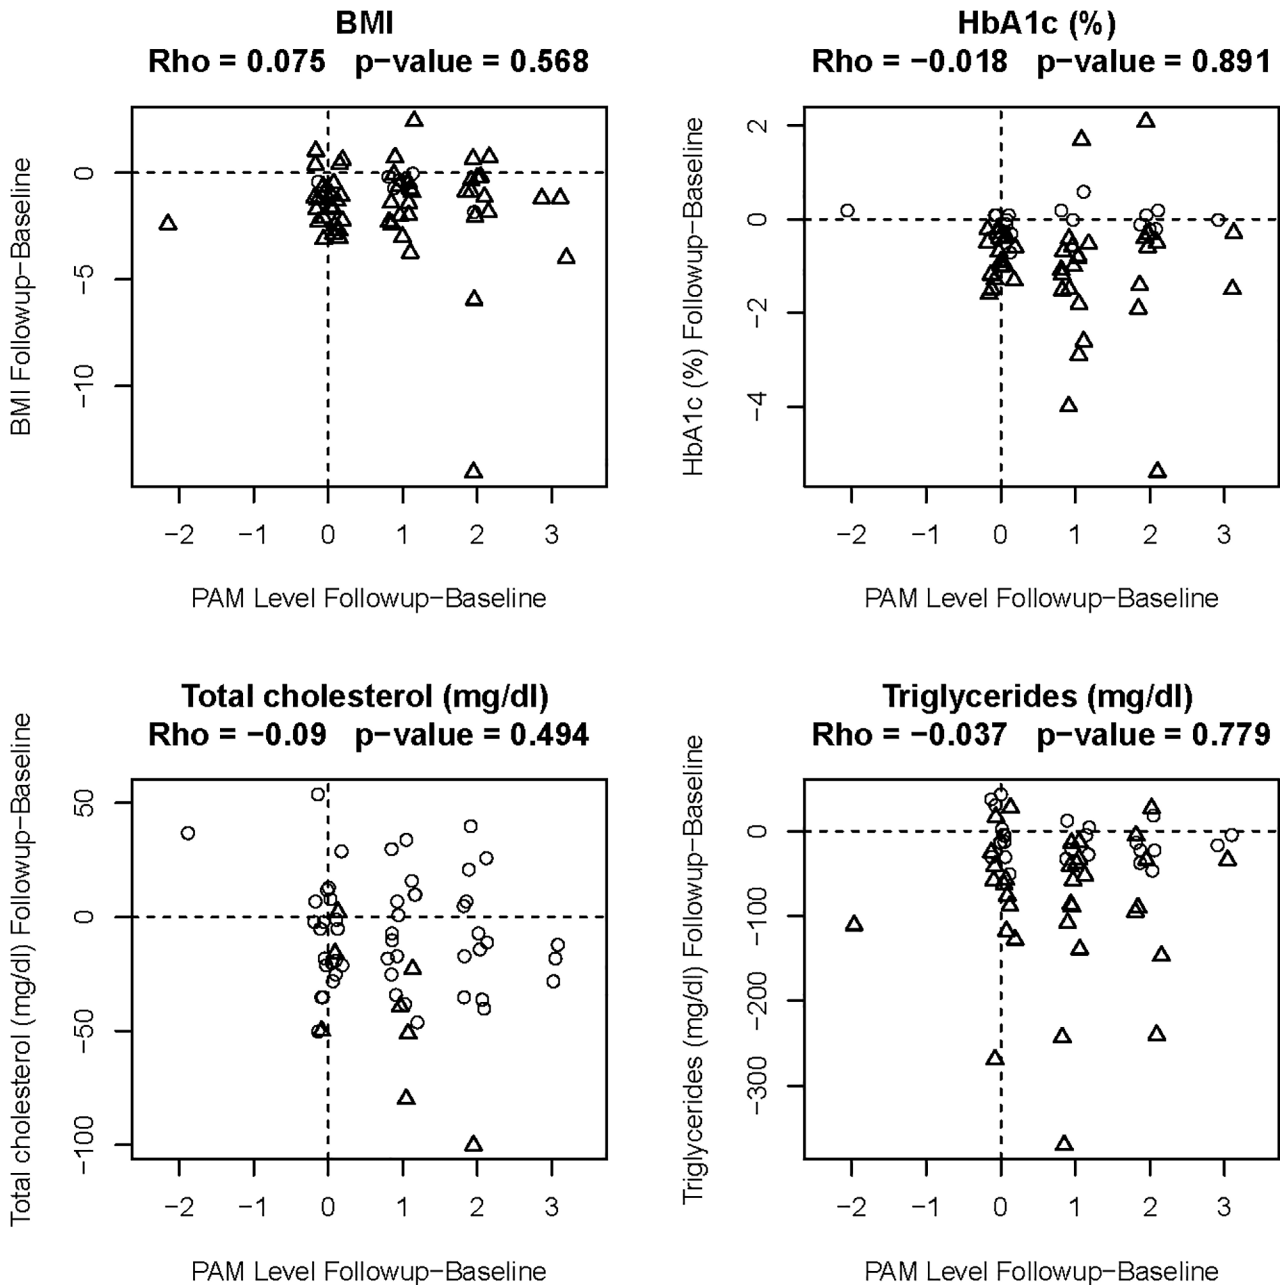 BMI
Rho = 0.075 p−value = 0.568
BMI Followup−Baseline
0
−5
−10
−2 −1 0 1 2 3
PAM Level Followup−Baseline
HbA1c (%)
Rho = −0.018 p−value = 0.891
HbA1c (%) Followup−Baseline
2
0
−2
−4
−2 −1 0 1 2 3
PAM Level Followup−Baseline
Total cholesterol (mg/dl)
Rho = −0.09 p−value = 0.494
Total cholesterol (mg/dl) Followup−Baseline
50
0
−50
−100
−2 −1 0 1 2 3
PAM Level Followup−Baseline
Triglycerides (mg/dl)
Rho = −0.037 p−value = 0.779
Triglycerides (mg/dl) Followup−Baseline
0
−100
−200
−300
−2 −1 0 1 2 3
PAM Level Followup−Baseline